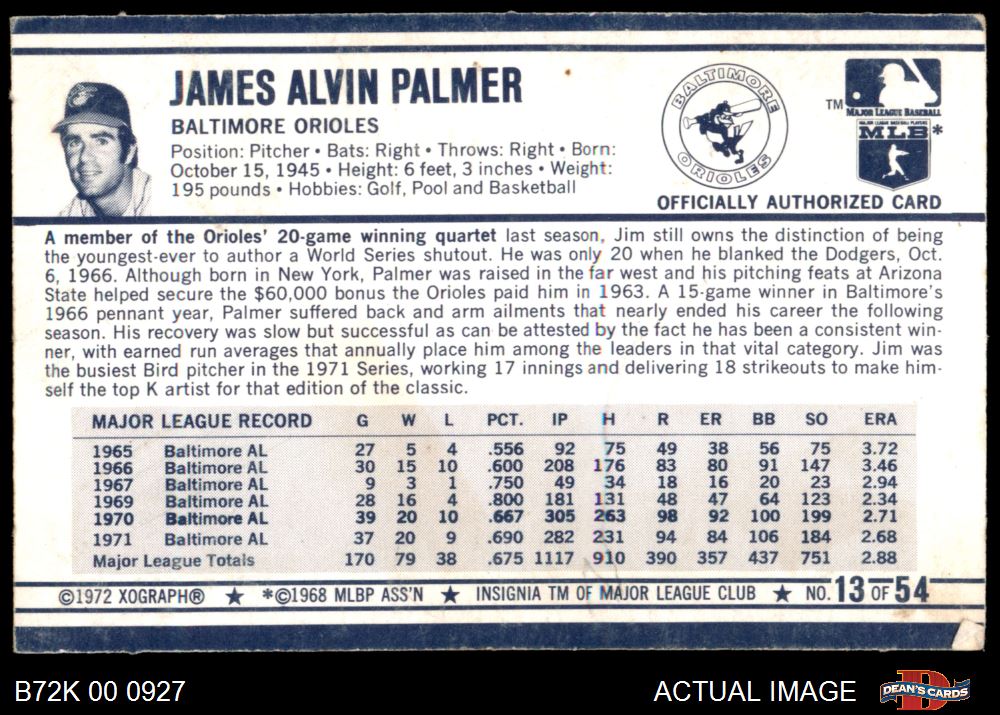 JAMES ALVIN PALMER
BALTIMORE ORIOLES
Position: Pitcher • Bats: Right • Throws: Right • Born:
October 15, 1945 • Height: 6 feet, 3 inches • Weight:
195 pounds • Hobbies: Golf, Pool and Basketball
BALTIMORE
ORIOLES
TM
MAJOR LEAGUE BASEBALL
MAJOR LEAGUE BASEBALL PLAYERS
MLB*
OFFICIALLY AUTHORIZED CARD
A member of the Orioles' 20-game winning quartet last season, Jim still owns the distinction of being
the youngest-ever to author a World Series shutout. He was only 20 when he blanked the Dodgers, Oct.
6, 1966. Although born in New York, Palmer was raised in the far west and his pitching feats at Arizona
State helped secure the $60,000 bonus the Orioles paid him in 1963. A 15-game winner in Baltimore's
1966 pennant year, Palmer suffered back and arm ailments that nearly ended his career the following
season. His recovery was slow but successful as can be attested by the fact he has been a consistent win-
ner, with earned run averages that annually place him among the leaders in that vital category. Jim was
the busiest Bird pitcher in the 1971 Series, working 17 innings and delivering 18 strikeouts to make him-
self the top K artist for that edition of the classic.
MAJOR LEAGUE RECORD G W L PCT. IP H R ER BB SO ERA
1965 Baltimore AL 27 5 4 .556 92 75 49 38 56 75 3.72
1966 Baltimore AL 30 15 10 .600 208 176 83 80 91 147 3.46
1967 Baltimore AL 9 3 1 .750 49 34 18 16 20 23 2.94
1969 Baltimore AL 28 16 4 .800 181 131 48 47 64 123 2.34
1970 Baltimore AL 39 20 10 .667 305 263 98 92 100 199 2.71
1971 Baltimore AL 37 20 9 .690 282 231 94 84 106 184 2.68
Major League Totals 170 79 38 .675 1117 910 390 357 437 751 2.88
©1972 XOGRAPH® ★ *©1968 MLBP ASS'N ★ INSIGNIA TM OF MAJOR LEAGUE CLUB ★ NO. 13 OF 54
B72K 00 0927
ACTUAL IMAGE
DEAN'S CARDS